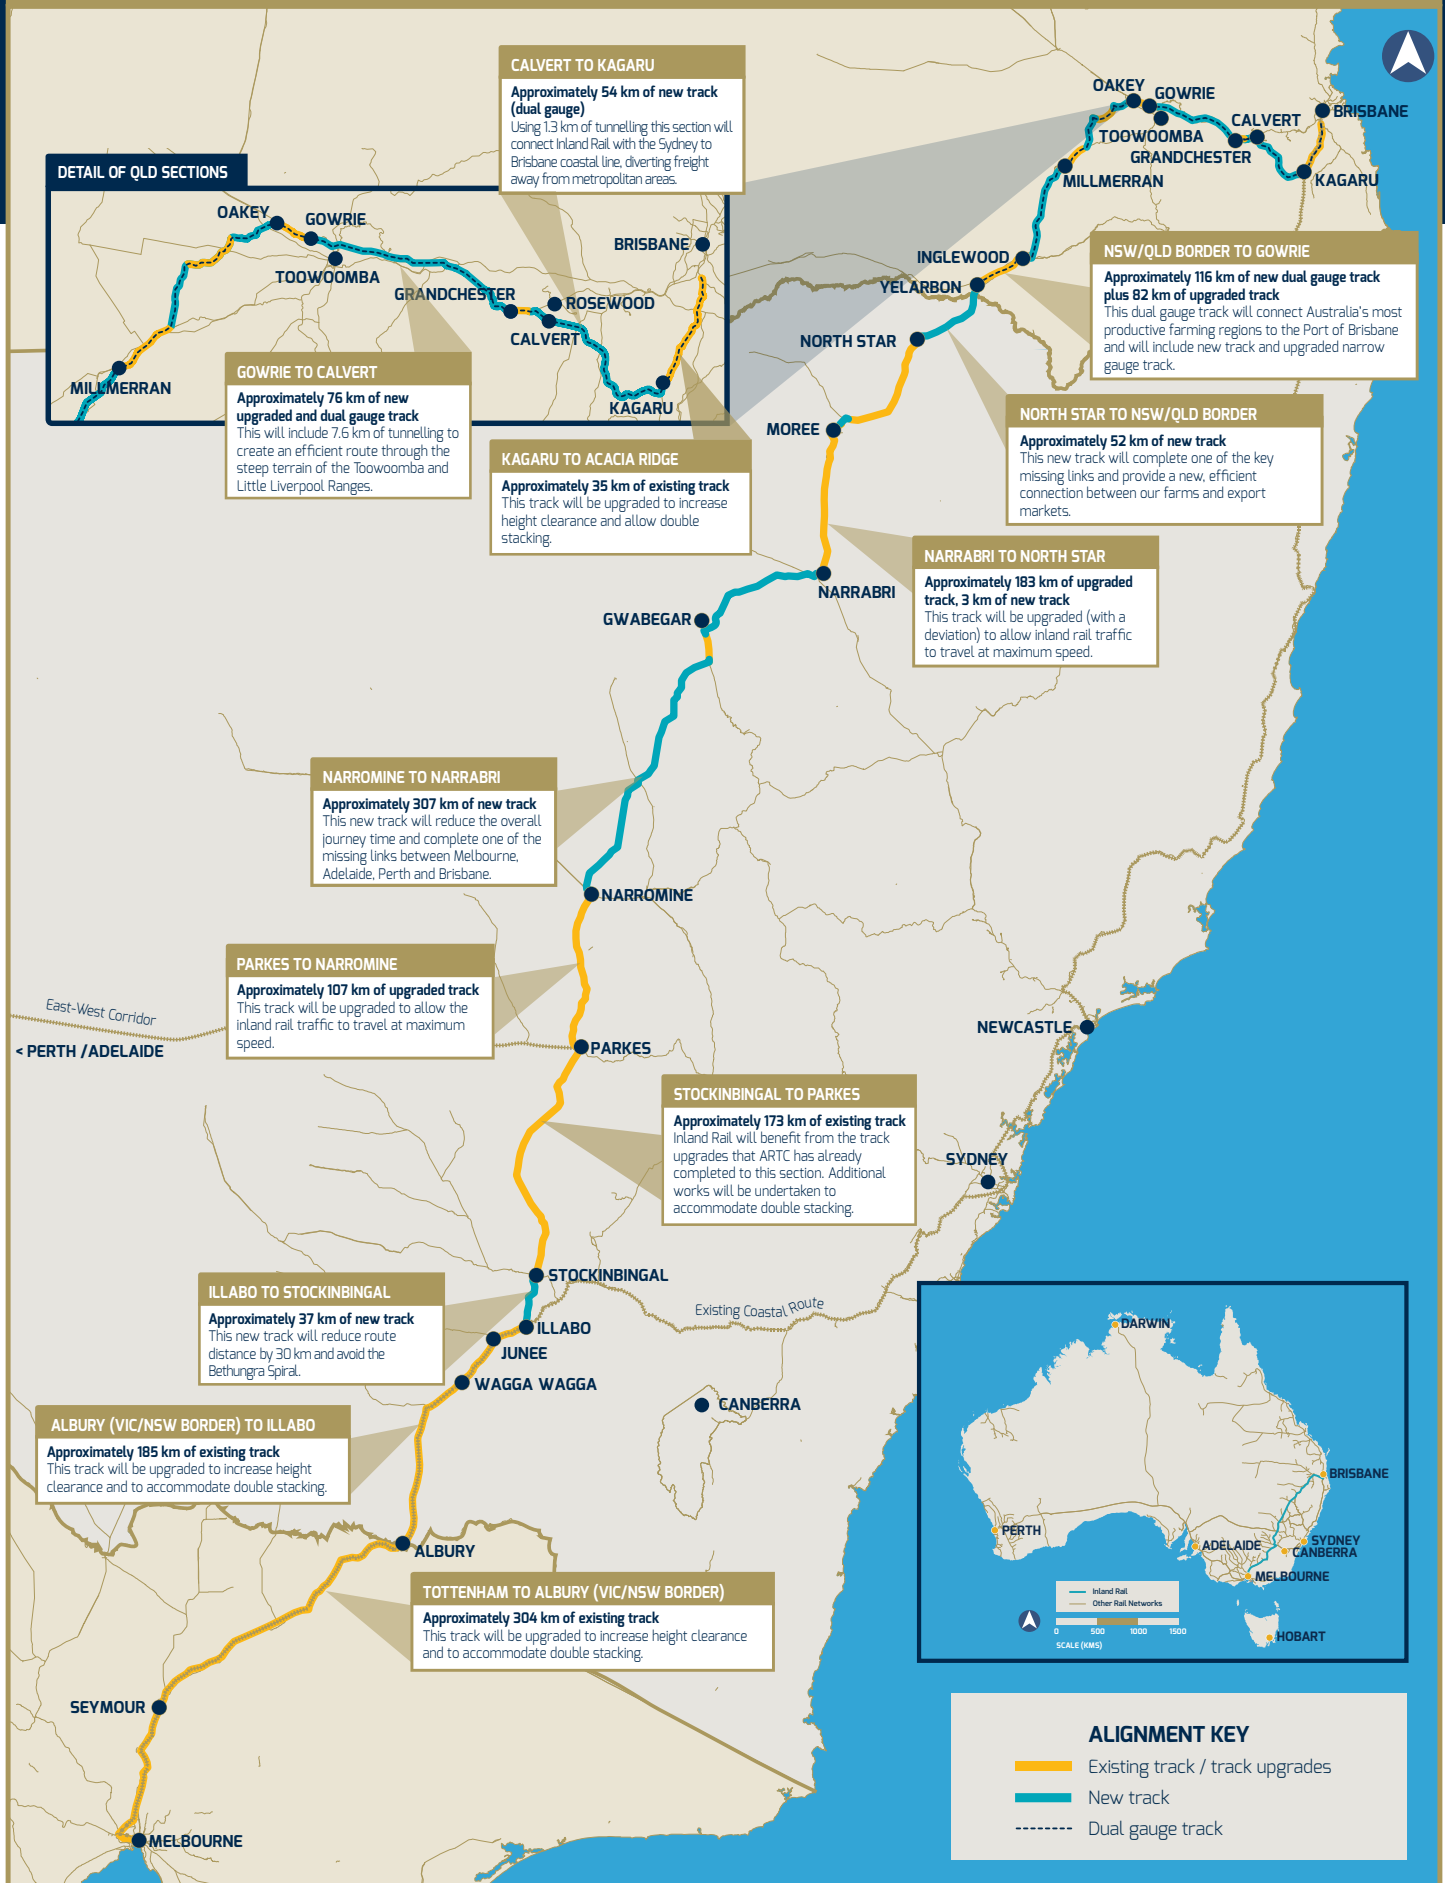 CALVERT TO KAGARU
Approximately 54 km of new track
(dual gauge)
Using 1.3 km of tunnelling this section will
connect Inland Rail with the Sydney to
Brisbane coastal line, diverting freight
away from metropolitan areas.
OAKEY
GOWRIE
BRISBANE
CALVERT
TOOWOOMBA
GRANDCHESTER
KAGARU
MILLMERRAN
DETAIL OF QLD SECTIONS
OAKEY
GOWRIE
TOOWOOMBA
BRISBANE
GRANDCHESTER
ROSEWOOD
CALVERT
MILLMERRAN
KAGARU
INGLEWOOD
YELARBON
NORTH STAR
MOREE
NSW/QLD BORDER TO GOWRIE
Approximately 116 km of new dual gauge track
plus 82 km of upgraded track
This dual gauge track will connect Australia's most
productive farming regions to the Port of Brisbane
and will include new track and upgraded narrow
gauge track.
GOWRIE TO CALVERT
Approximately 76 km of new
upgraded and dual gauge track
This will include 7.6 km of tunnelling to
create an efficient route through the
steep terrain of the Toowoomba and
Little Liverpool Ranges.
KAGARU TO ACACIA RIDGE
Approximately 35 km of existing track
This track will be upgraded to increase
height clearance and allow double
stacking.
NORTH STAR TO NSW/QLD BORDER
Approximately 52 km of new track
This new track will complete one of the key
missing links and provide a new, efficient
connection between our farms and export
markets.
NARRABRI TO NORTH STAR
Approximately 183 km of upgraded
track, 3 km of new track
This track will be upgraded (with a
deviation) to allow inland rail traffic
to travel at maximum speed.
NARRABRI
GWABEGAR
NARROMINE TO NARRABRI
Approximately 307 km of new track
This new track will reduce the overall
journey time and complete one of the
missing links between Melbourne,
Adelaide, Perth and Brisbane.
NARROMINE
PARKES TO NARROMINE
Approximately 107 km of upgraded track
This track will be upgraded to allow the
inland rail traffic to travel at maximum
speed.
East-West Corridor
< PERTH /ADELAIDE
PARKES
NEWCASTLE
STOCKINBINGAL TO PARKES
Approximately 173 km of existing track
Inland Rail will benefit from the track
upgrades that ARTC has already
completed to this section. Additional
works will be undertaken to
accommodate double stacking.
SYDNEY
STOCKINBINGAL
ILLABO TO STOCKINBINGAL
Approximately 37 km of new track
This new track will reduce route
distance by 30 km and avoid the
Bethungra Spiral.
Existing Coastal Route
ILLABO
JUNEE
WAGGA WAGGA
CANBERRA
ALBURY (VIC/NSW BORDER) TO ILLABO
Approximately 185 km of existing track
This track will be upgraded to increase height
clearance and to accommodate double stacking.
ALBURY
TOTTENHAM TO ALBURY (VIC/NSW BORDER)
Approximately 304 km of existing track
This track will be upgraded to increase height clearance
and to accommodate double stacking.
SEYMOUR
MELBOURNE
DARWIN
BRISBANE
PERTH
ADELAIDE
SYDNEY
CANBERRA
MELBOURNE
HOBART
Inland Rail
Other Rail Networks
0 500 1000 1500
SCALE (KMS)
ALIGNMENT KEY
Existing track / track upgrades
New track
Dual gauge track